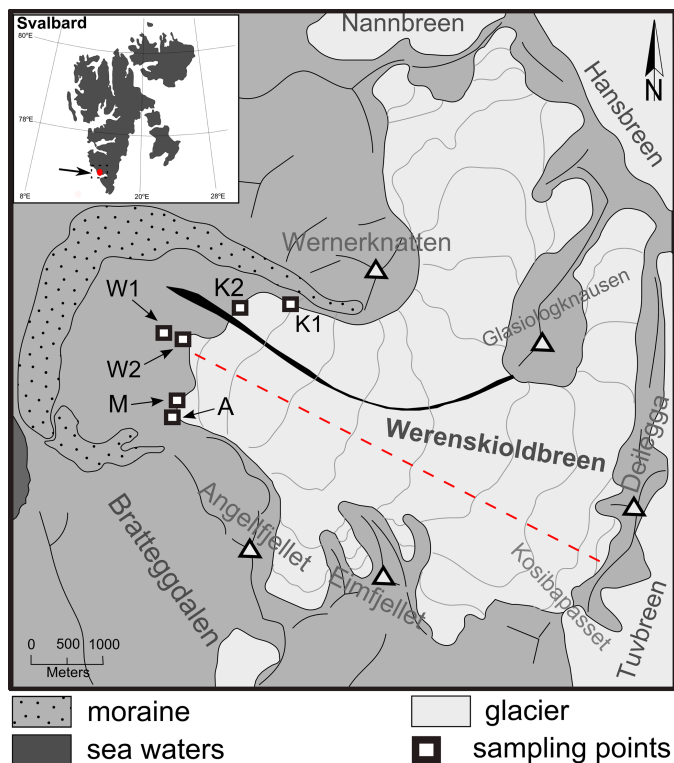 Svalbard
80°E
78°E
8°E
20°E
28°E
Nannbreen
Hansbreen
N
Wernerknatten
Glasiologknausen
W1
K2
K1
W2
M
A
Werenskioldbreen
Deilegga
Angellfjellet
Bratteggdalen
Eimfjellet
Kosibapasset
Tuvbreen
0 500 1000
Meters
moraine
glacier
sea waters
sampling points